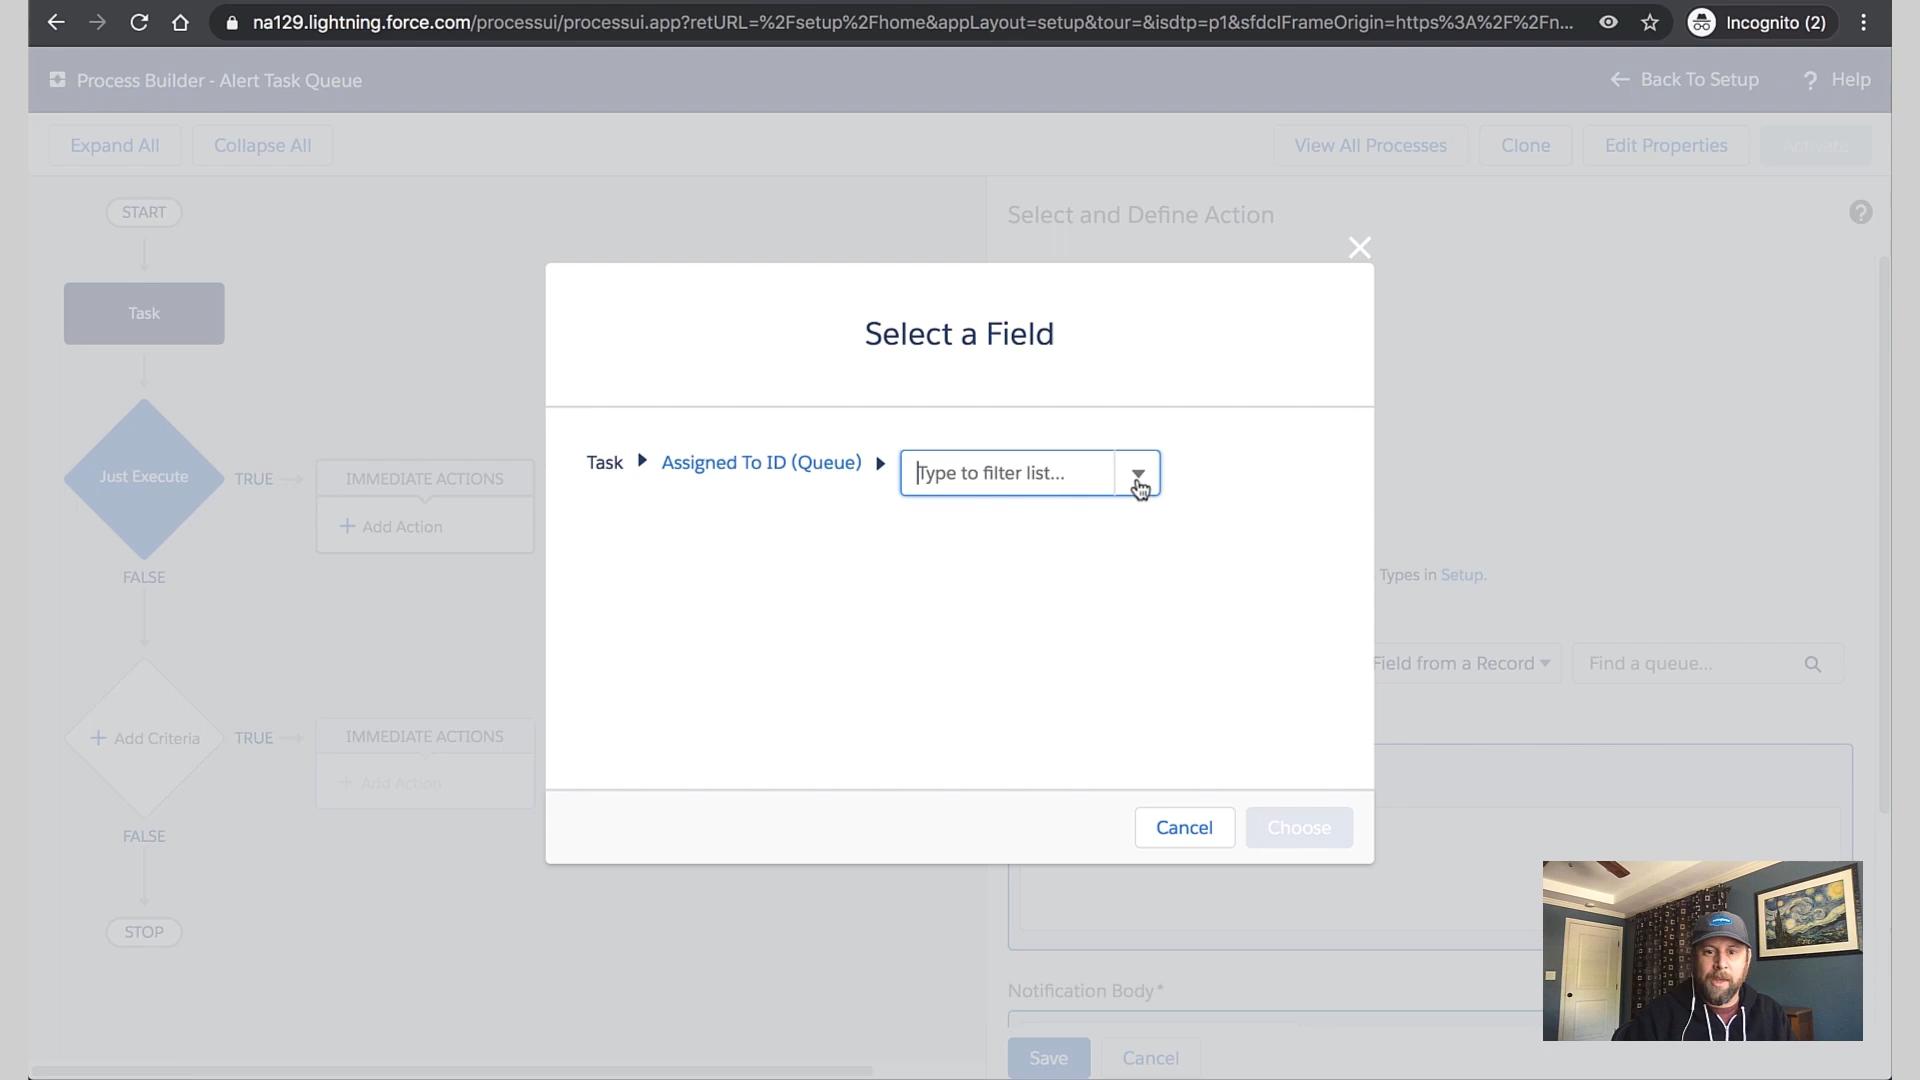 na129.lightning.force.com/processui/processui.app?retURL=%2Fsetup%2Fhome&appLayout=setup&tour=&isdtp=p1&sfdcIFrameOrigin=https%3A%2F%2Fn...
Incognito (2)
Process Builder - Alert Task Queue
Back To Setup
? Help
Expand All
Collapse All
View All Processes
Clone
Edit Properties
Activate
START
Select and Define Action
?
Task
Select a Field
Just Execute
TRUE
IMMEDIATE ACTIONS
+ Add Action
Task
Assigned To ID (Queue)
Type to filter list...
FALSE
Types in Setup.
Field from a Record
Find a queue...
+ Add Criteria
TRUE
IMMEDIATE ACTIONS
+ Add Action
FALSE
Cancel
Choose
STOP
Notification Body*
Save
Cancel